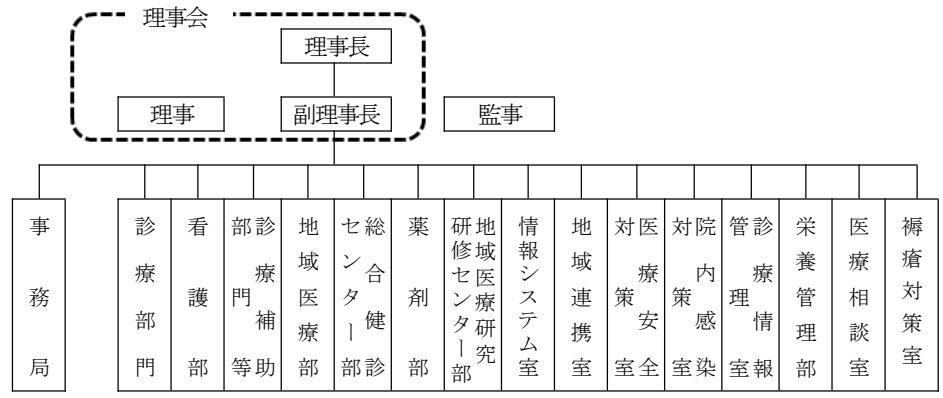 理事会
理事長
理事
副理事長
監事
事務局
診療部門
看護部
診療補助
部門等
地域医療部
総合健診
センター部
薬剤部
地域医療研究
研修センター部
情報システム室
地域連携室
医療安全
対策室
院内感染
対策室
診療情報
管理室
栄養管理部
医療相談室
褥瘡対策室